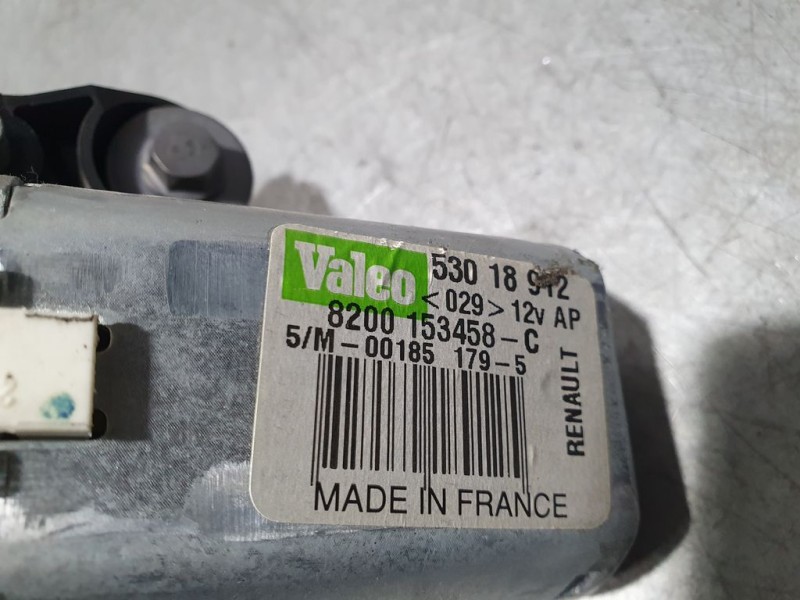 Valeo 530 18 912
<029> 12v AP
8200 153458-C
5/M-00185 179-5
RENAULT
MADE IN FRANCE